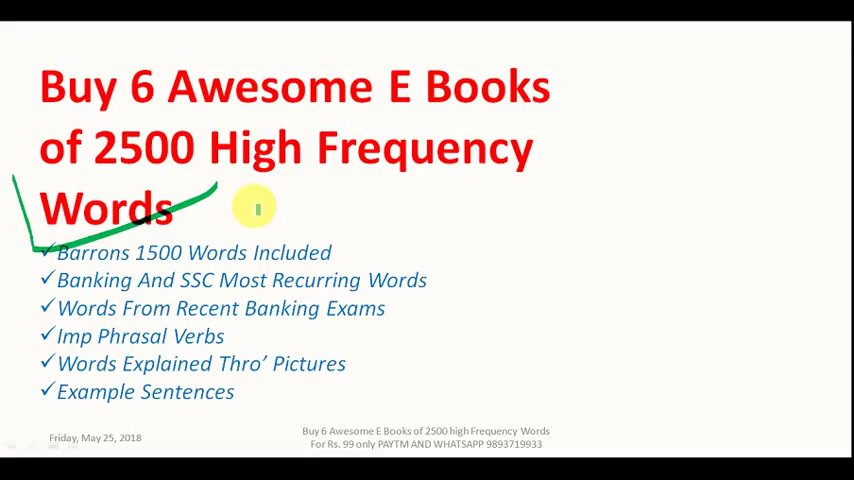 Buy 6 Awesome E Books
of 2500 High Frequency
Words
Barrons 1500 Words Included
Banking And SSC Most Recurring Words
Words From Recent Banking Exams
Imp Phrasal Verbs
Words Explained Thro’ Pictures
Example Sentences
Friday, May 25, 2018
Buy 6 Awesome E Books of 2500 high Frequency Words
For Rs. 99 only PAYTM AND WHATSAPP 9893719933